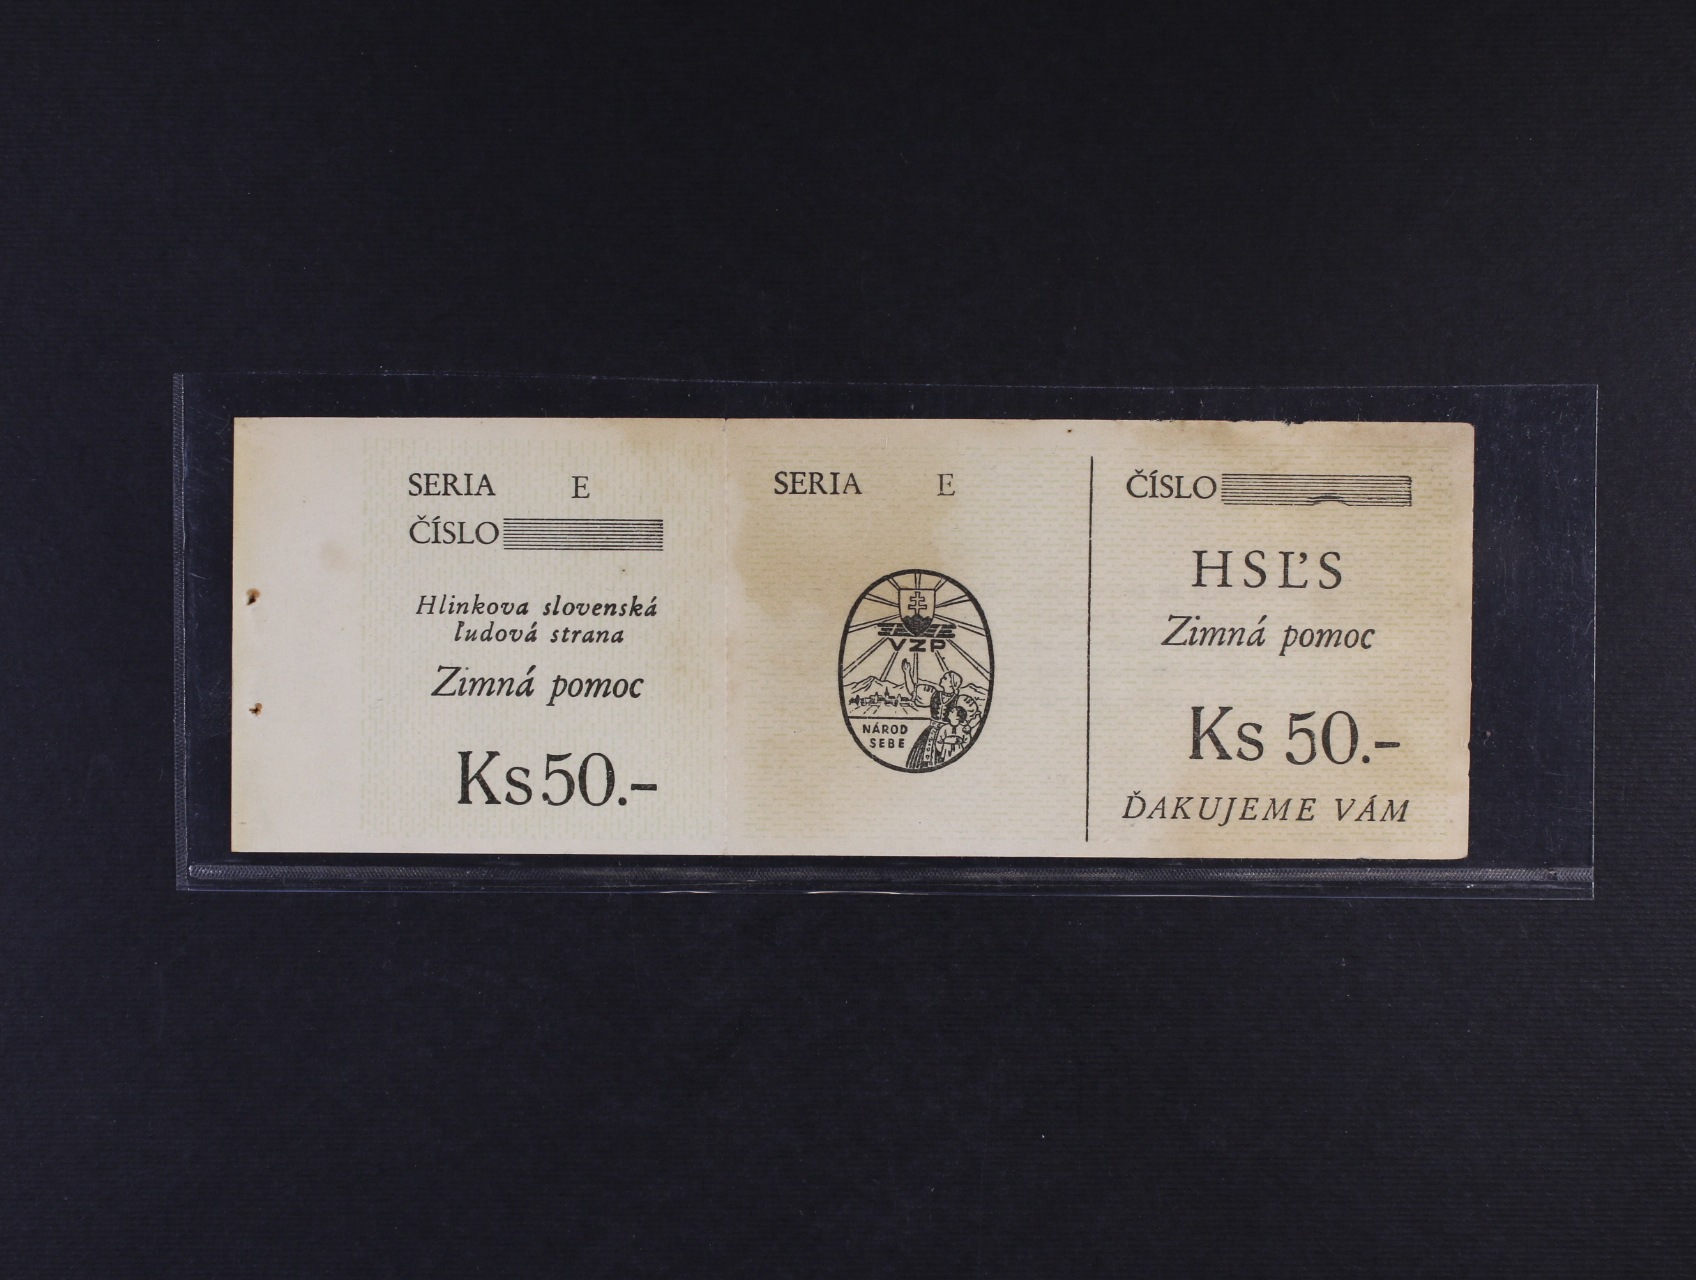 SERIA E
ČÍSLO
Hlinkova slovenská
ľudová strana
Zimná pomoc
Ks 50.-
SERIA E
VZP
NÁROD
SEBE
ČÍSLO
HSĽS
Zimná pomoc
Ks 50.-
ĎAKUJEME VÁM